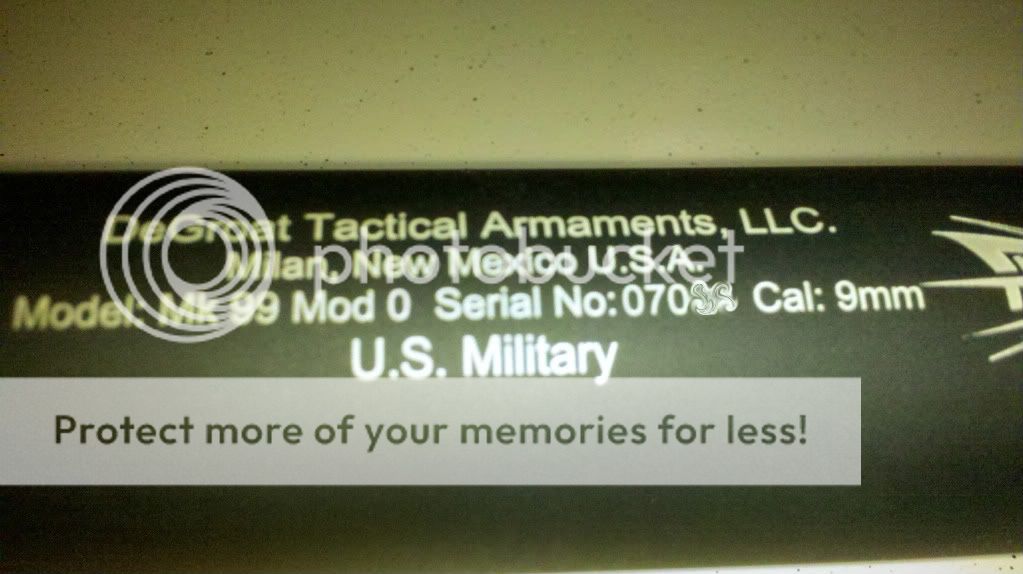 DeGroat Tactical Armaments, LLC.
Milan, New Mexico U.S.A.
Model: Mk 99 Mod 0 Serial No: 070 Cal: 9mm
U.S. Military
photobucket
Protect more of your memories for less!